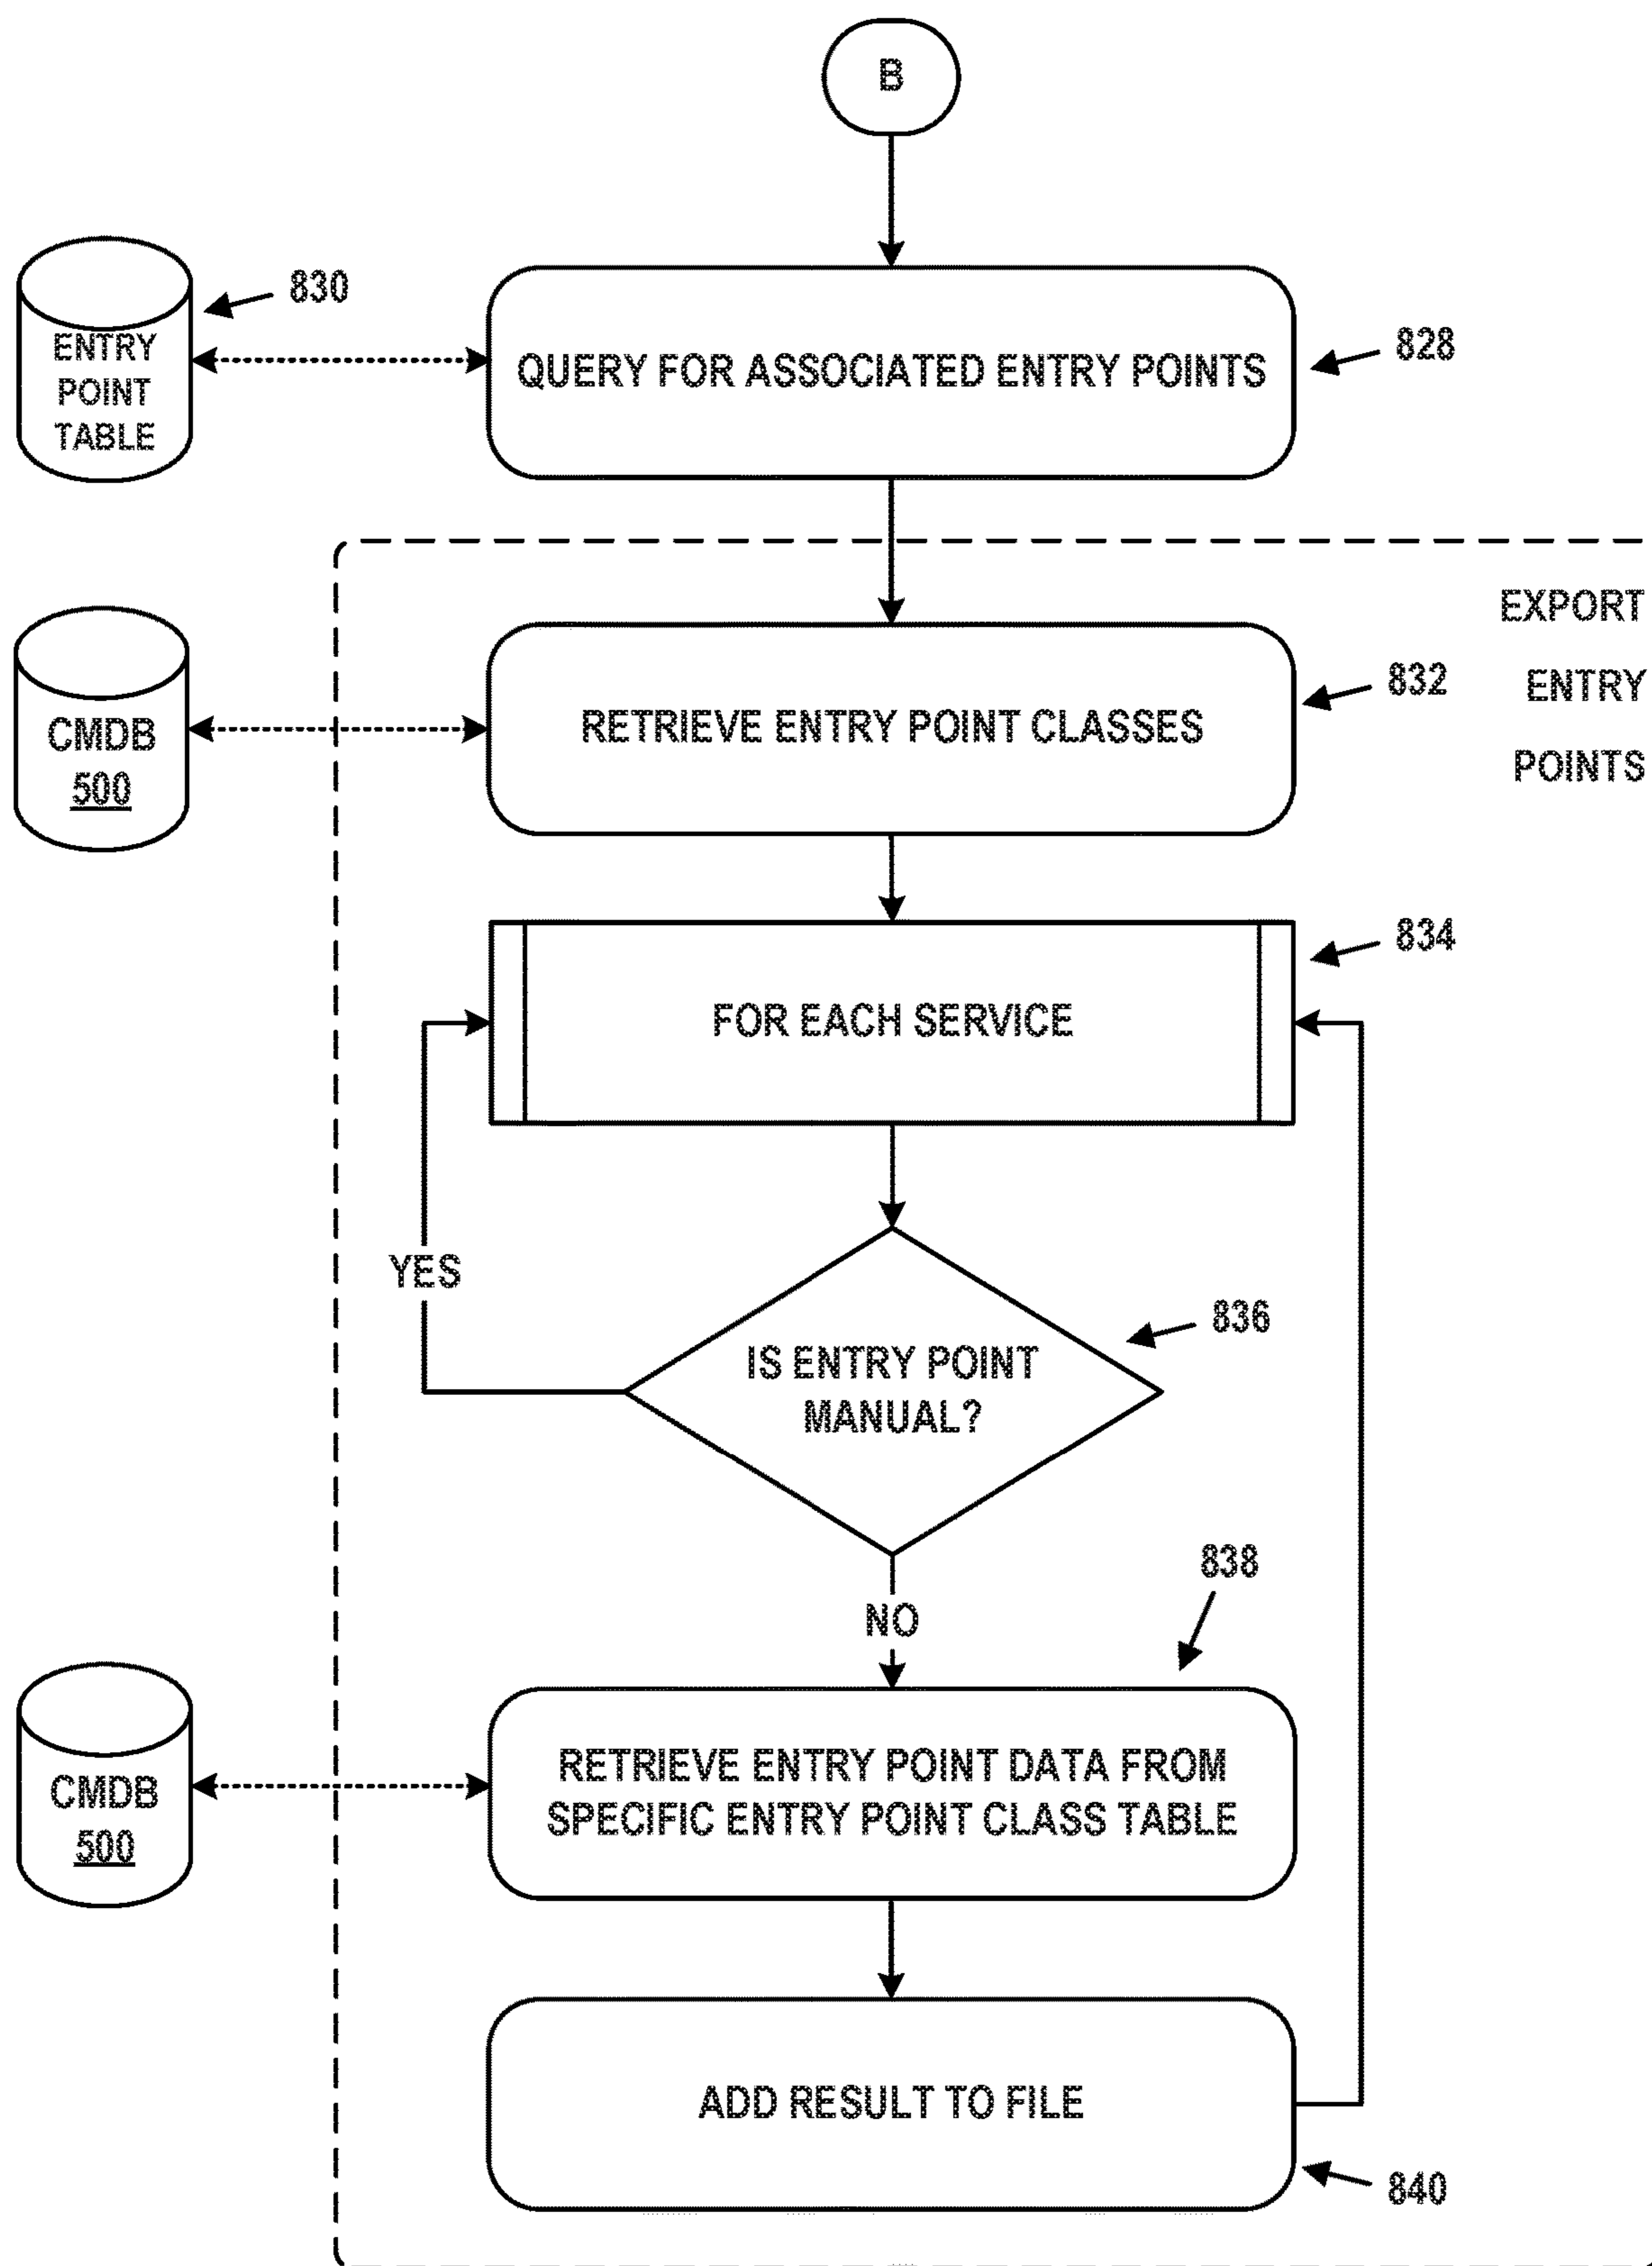 B
830
ENTRY
POINT
TABLE
QUERY FOR ASSOCIATED ENTRY POINTS
828
EXPORT
ENTRY
POINTS
CMDB
500
RETRIEVE ENTRY POINT CLASSES
832
834
FOR EACH SERVICE
YES
836
IS ENTRY POINT
MANUAL?
NO
838
CMDB
500
RETRIEVE ENTRY POINT DATA FROM
SPECIFIC ENTRY POINT CLASS TABLE
ADD RESULT TO FILE
840